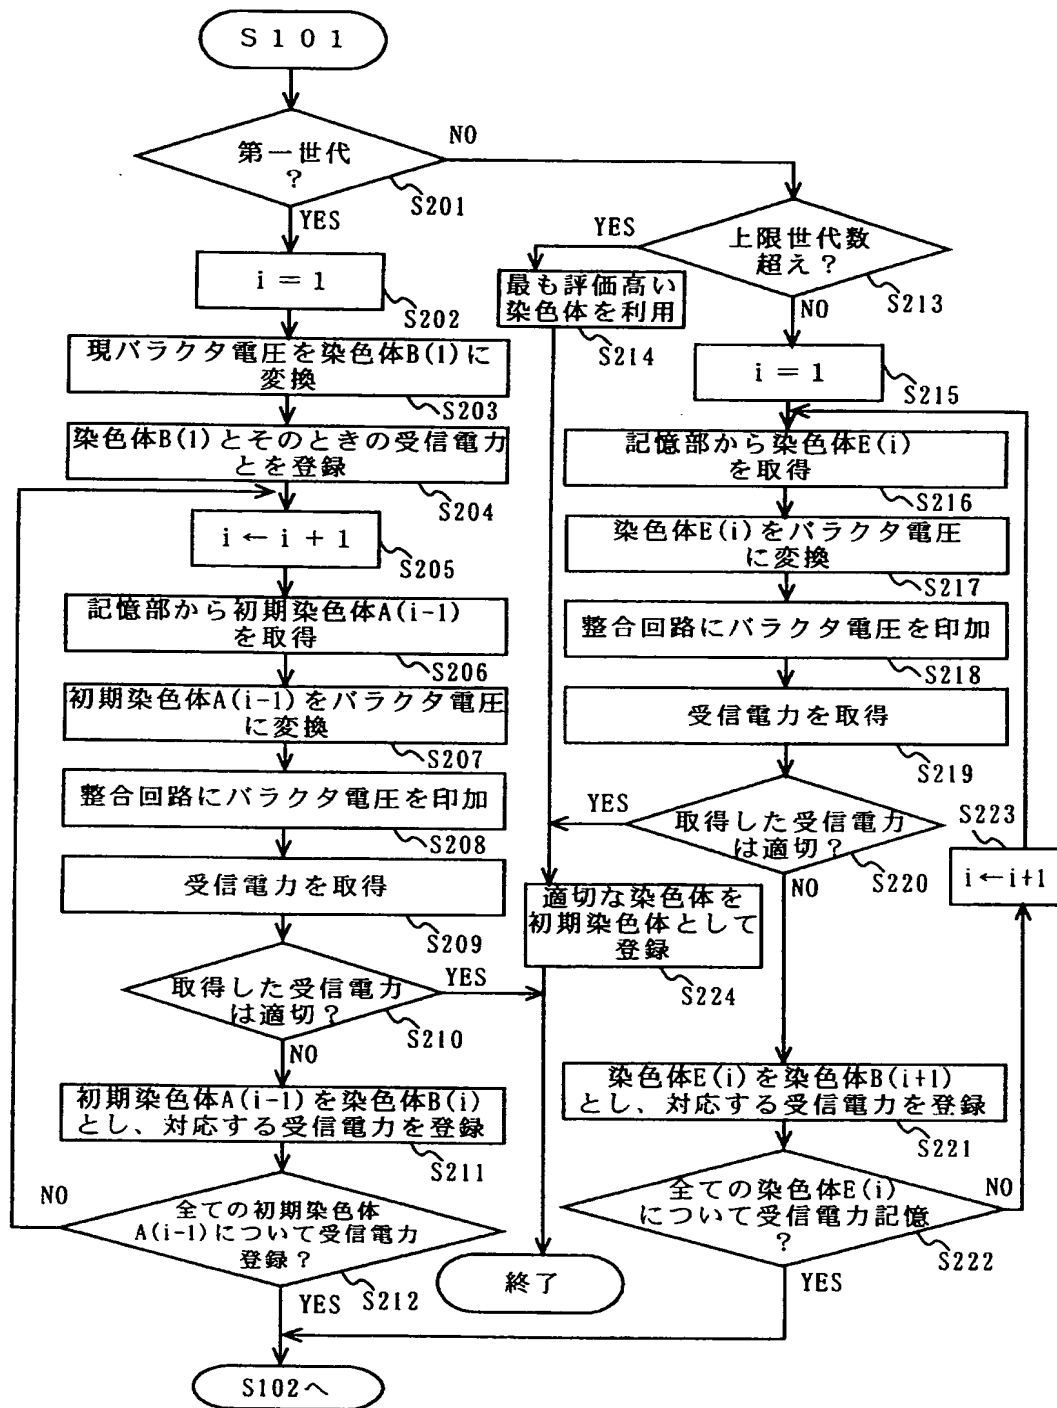 S101
第一世代
?
YES
NO
S201
i=1
S202
現バラクタ電圧を染色体B(1)に
変換
S203
染色体B(1)とそのときの受信電力
とを登録
S204
i←i+1
S205
記憶部から初期染色体A(i-1)
を取得
S206
初期染色体A(i-1)をバラクタ電圧
に変換
S207
整合回路にバラクタ電圧を印加
S208
受信電力を取得
S209
取得した受信電力
は適切?
YES
S210
NO
初期染色体A(i-1)を染色体B(i)
とし、対応する受信電力を登録
S211
全ての初期染色体
A(i-1)について受信電力
登録?
NO
S212
YES
S102へ
上限世代数
超え?
YES
S213
NO
最も評価高い
染色体を利用
S214
i=1
S215
記憶部から染色体E(i)
を取得
S216
染色体E(i)をバラクタ電圧
に変換
S217
整合回路にバラクタ電圧を印加
S218
受信電力を取得
S219
取得した受信電力
は適切?
YES
S220
NO
S223
i←i+1
適切な染色体を
初期染色体として
登録
S224
染色体E(i)を染色体B(i+1)
とし、対応する受信電力を登録
S221
全ての染色体E(i)
について受信電力記憶
?
NO
S222
YES
終了